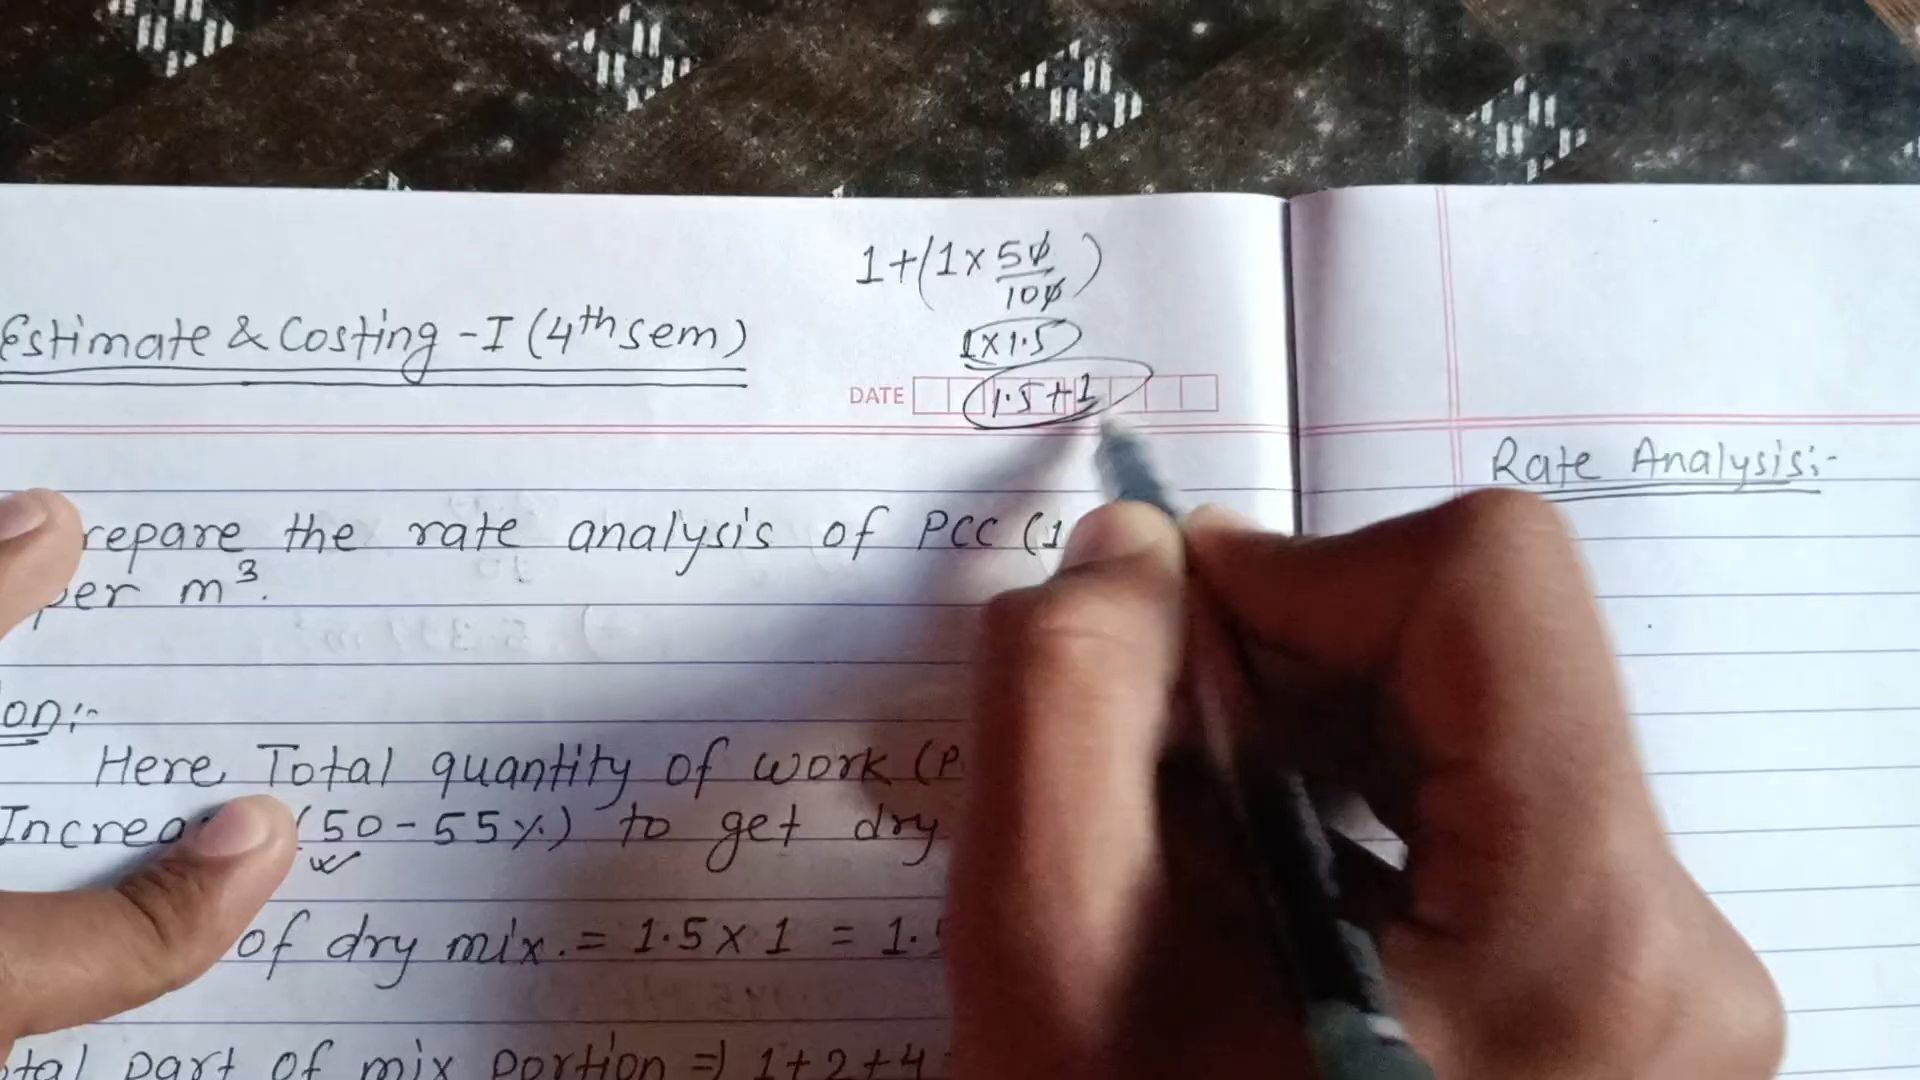 1+(1×50/100)
Estimate & Costing -I (4th sem)
1×1.5
DATE 1.5+1
repare the rate analysis of PCC (1
per m³.
on:-
Here, Total quantity of work (P
Increa (50-55%) to get dry
of dry mix. = 1.5×1 = 1.5
tal part of mix portion ⇒ 1+2+4
Rate Analysis:-